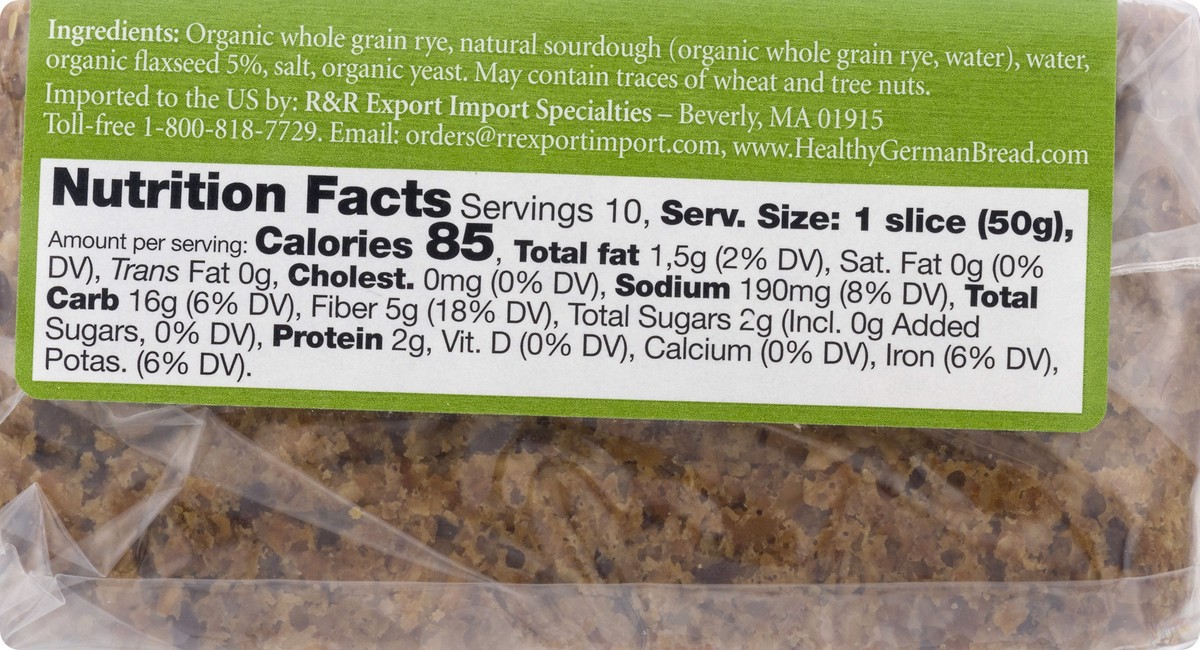 Ingredients: Organic whole grain rye, natural sourdough (organic whole grain rye, water), water,
organic flaxseed 5%, salt, organic yeast. May contain traces of wheat and tree nuts.
Imported to the US by: R&R Export Import Specialties – Beverly, MA 01915
Toll-free 1-800-818-7729. Email: orders@rrexportimport.com, www.HealthyGermanBread.com
Nutrition Facts Servings 10, Serv. Size: 1 slice (50g),
Amount per serving: Calories 85, Total fat 1,5g (2% DV), Sat. Fat 0g (0%
DV), Trans Fat 0g, Cholest. 0mg (0% DV), Sodium 190mg (8% DV), Total
Carb 16g (6% DV), Fiber 5g (18% DV), Total Sugars 2g (Incl. 0g Added
Sugars, 0% DV), Protein 2g, Vit. D (0% DV), Calcium (0% DV), Iron (6% DV),
Potas. (6% DV).